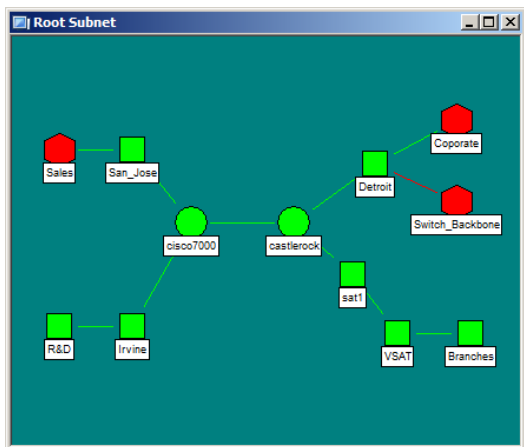 Root Subnet
Coporate
Sales
San_Jose
Detroit
Switch_Backbone
cisco7000
castlerock
sat1
R&D
Irvine
VSAT
Branches